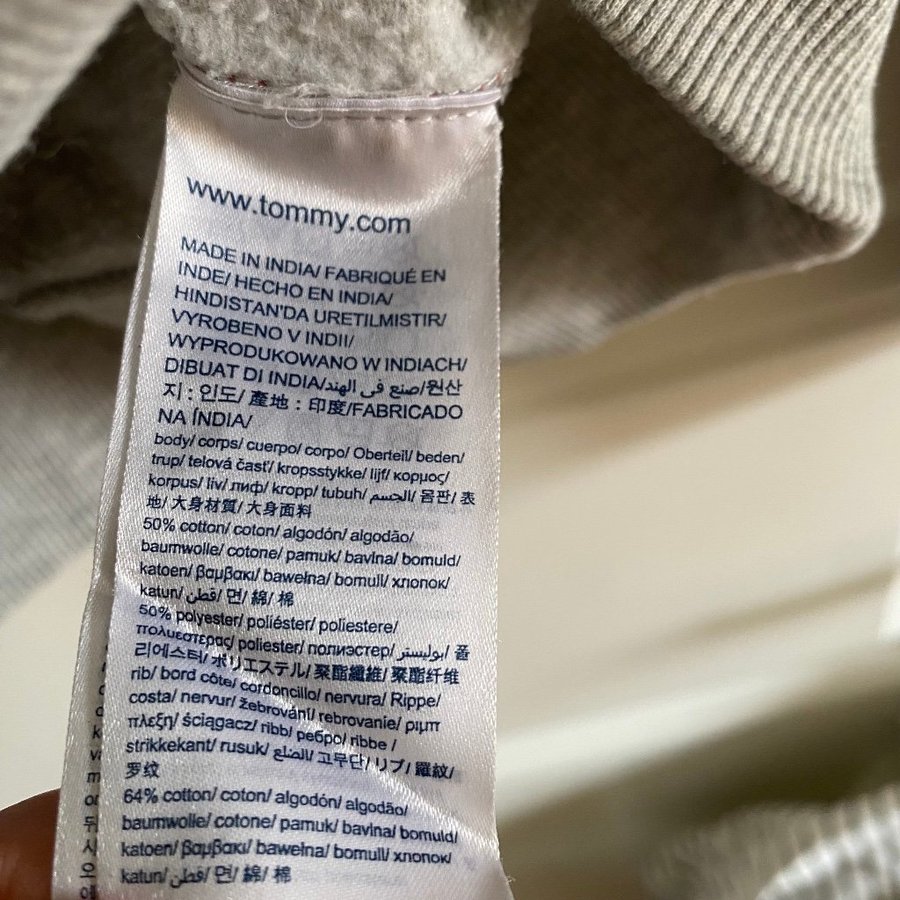 www.tommy.com
MADE IN INDIA/ FABRIQUÉ EN
INDE/ HECHO EN INDIA/
HINDISTAN'DA URETILMISTIR/
VYROBENO V INDII/
WYPRODUKOWANO W INDIACH/
DIBUAT DI INDIA/صنع في الهند/원산
지 : 인도/ 產地 : 印度/FABRICADO
NA ÍNDIA/
body/ corps/ cuerpo/ corpo/ Oberteil/ beden/
trup/ telová časť/ kropsstykke/ lijf/ κορμος/
korpus/ liv/ лиф/ kropp/ tubuh/ الجسم/ 몸판/ 表
地/ 大身材質/ 大身面料
50% cotton/ coton/ algodón/ algodão/
baumwolle/ cotone/ pamuk/ bavlna/ bomuld/
katoen/ βαμβακι/ bawełna/ bomull/ хлопок/
katun/ قطن/ 면/ 綿/ 棉
50% polyester/ poliéster/ poliestere/
πολυεστερας/ poliester/ полиэстер/ بوليستر/ 폴
리에스터/ ポリエステル/ 聚酯纖維/ 聚酯纤维
rib/ bord côte/ cordoncillo/ nervura/ Rippe/
costa/ nervur/ žebrování/ rebrovanie/ ριμπ
πλεξη/ ściągacz/ ribb/ ребро/ ribbe /
strikkekant/ rusuk/ الضلع/ 고무단/ リブ/ 羅紋/
罗纹
64% cotton/ coton/ algodón/ algodão/
baumwolle/ cotone/ pamuk/ bavlna/ bomuld/
katoen/ βαμβακι/ bawełna/ bomull/ хлопок/
katun/ قطن/ 면/ 綿/ 棉